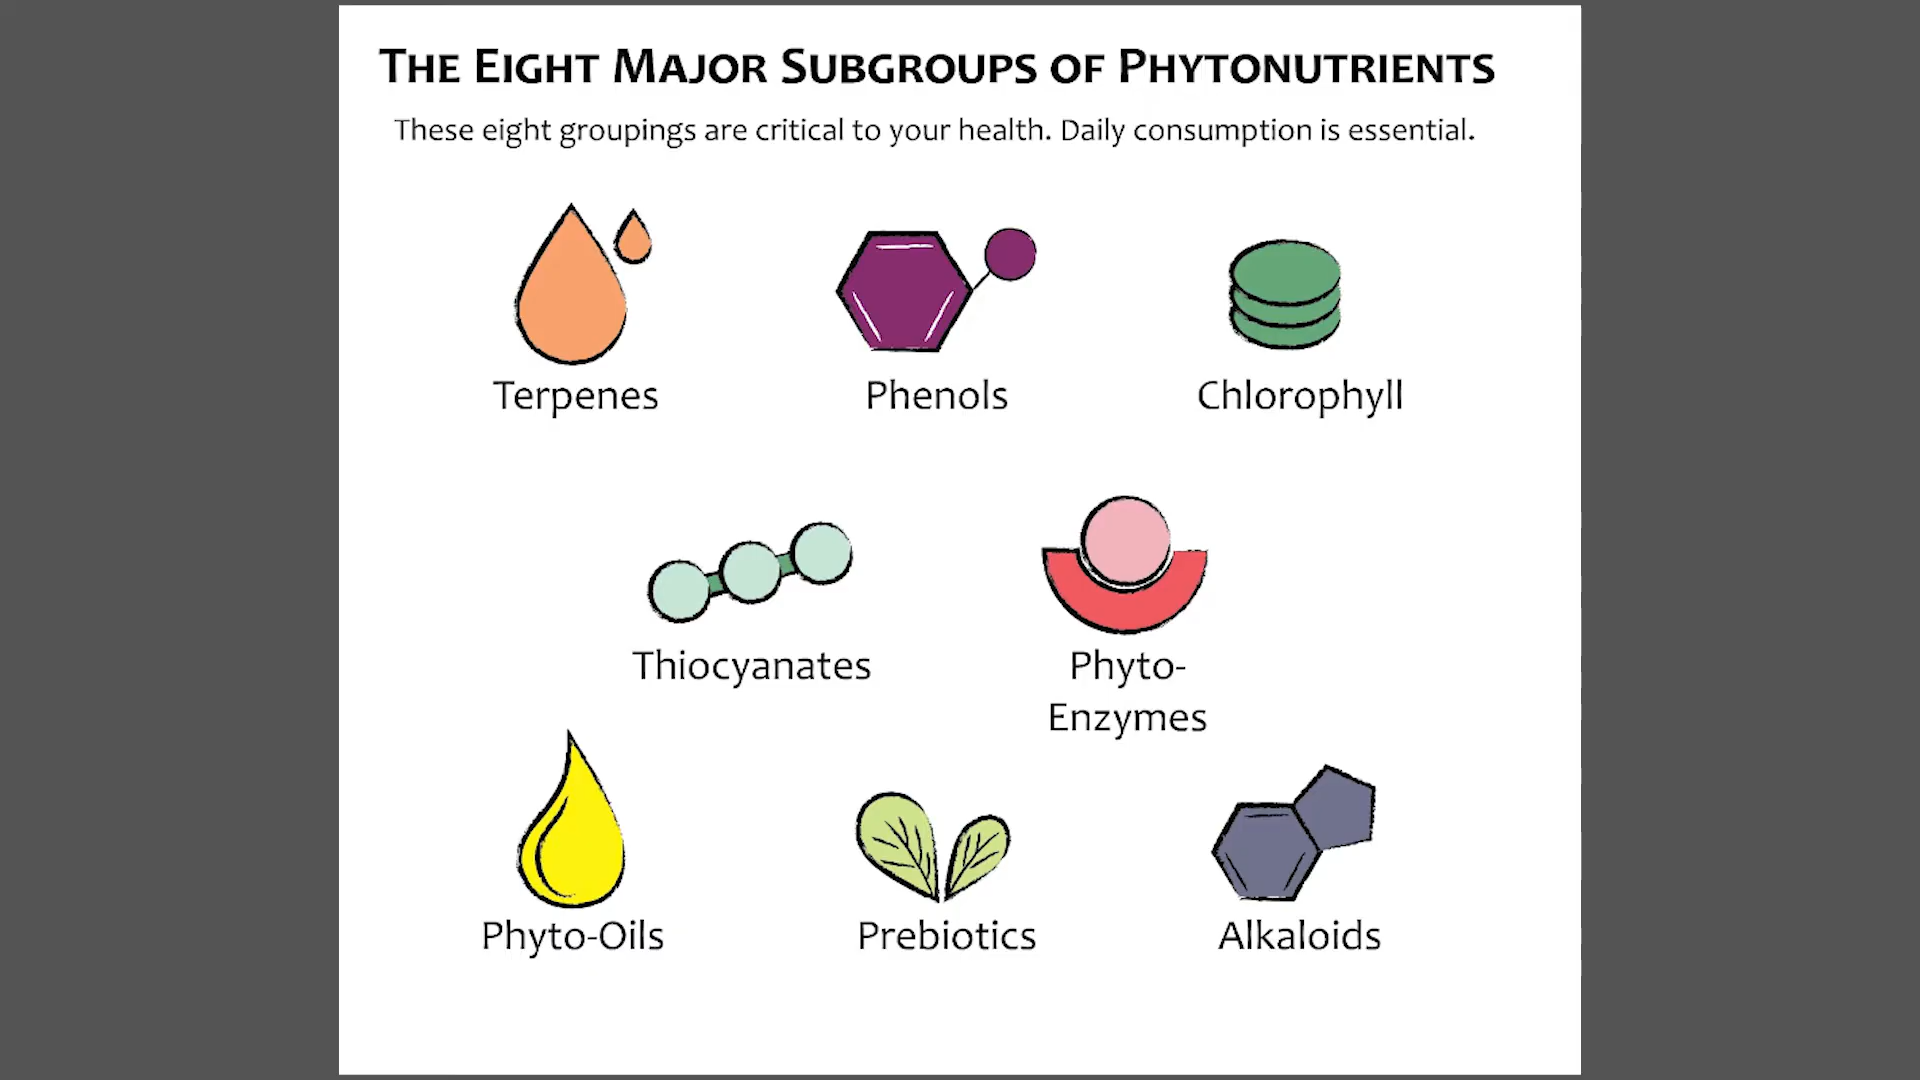 THE EIGHT MAJOR SUBGROUPS OF PHYTONUTRIENTS
These eight groupings are critical to your health. Daily consumption is essential.
Terpenes
Phenols
Chlorophyll
Thiocyanates
Phyto-
Enzymes
Phyto-Oils
Prebiotics
Alkaloids